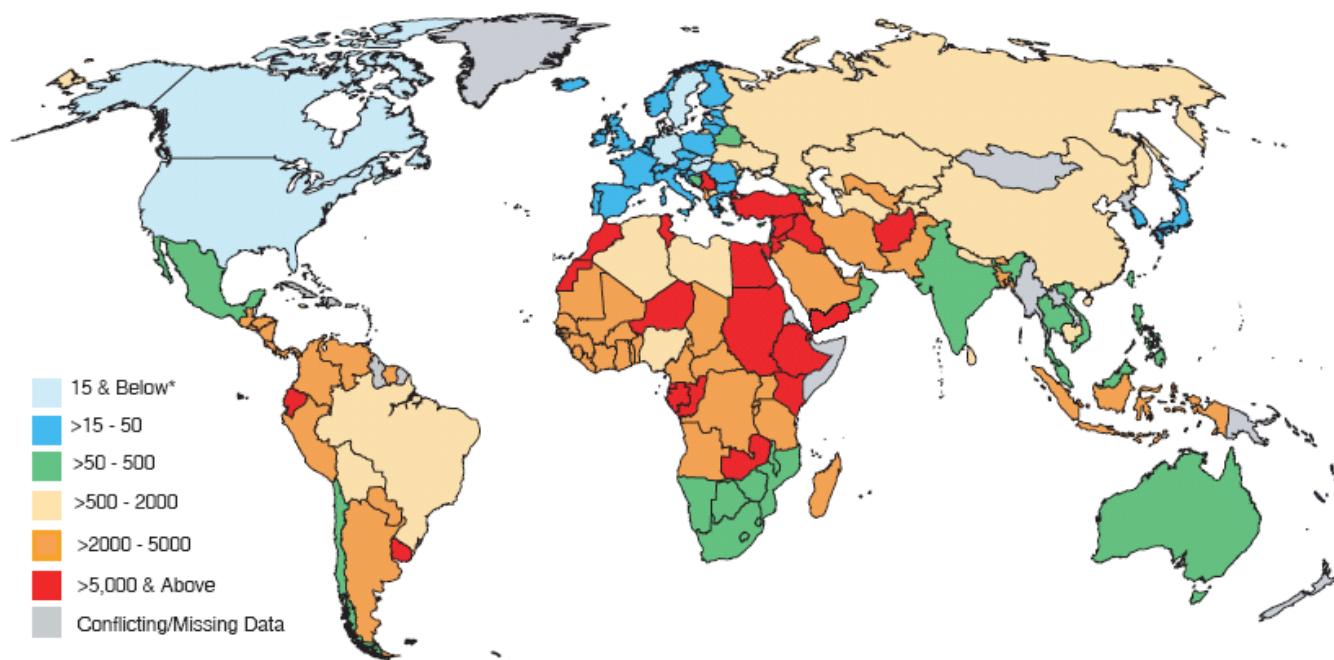 15 & Below*
>15 - 50
>50 - 500
>500 - 2000
>2000 - 5000
>5,000 & Above
Conflicting/Missing Data